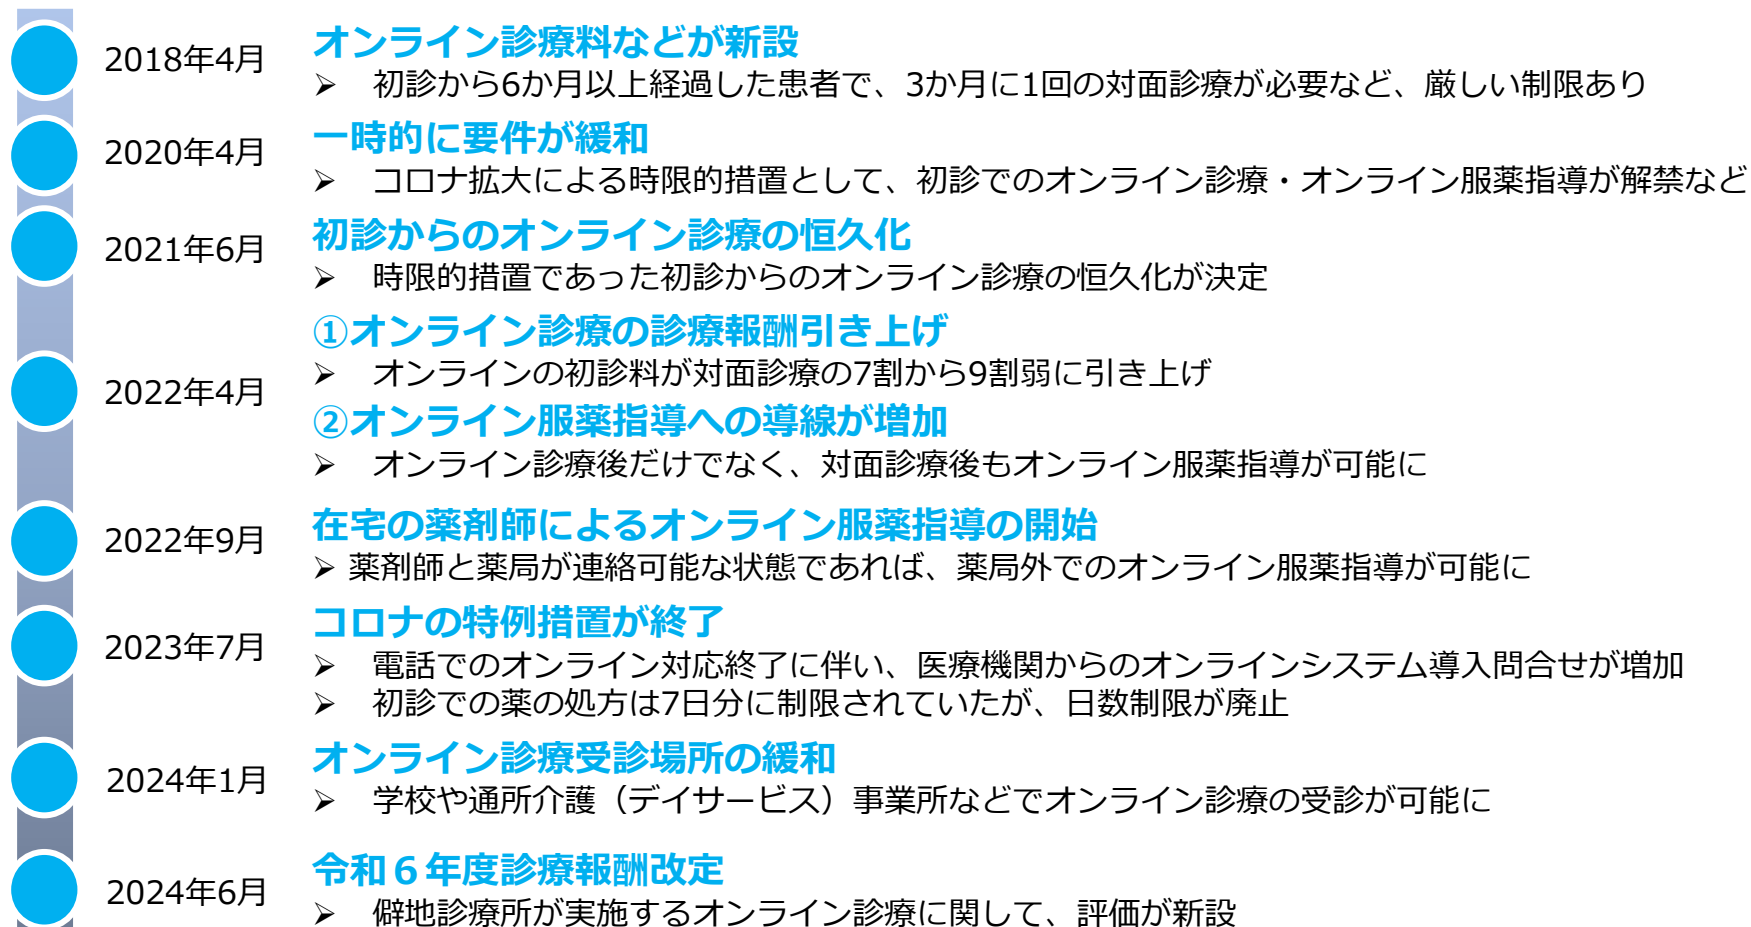 2018年4月
オンライン診療料などが新設
➢ 初診から6か月以上経過した患者で、3か月に1回の対面診療が必要など、厳しい制限あり
2020年4月
一時的に要件が緩和
➢ コロナ拡大による時限的措置として、初診でのオンライン診療・オンライン服薬指導が解禁など
2021年6月
初診からのオンライン診療の恒久化
➢ 時限的措置であった初診からのオンライン診療の恒久化が決定
2022年4月
①オンライン診療の診療報酬引き上げ
➢ オンラインの初診料が対面診療の7割から9割弱に引き上げ
②オンライン服薬指導への導線が増加
➢ オンライン診療後だけでなく、対面診療後もオンライン服薬指導が可能に
2022年9月
在宅の薬剤師によるオンライン服薬指導の開始
➢ 薬剤師と薬局が連絡可能な状態であれば、薬局外でのオンライン服薬指導が可能に
2023年7月
コロナの特例措置が終了
➢ 電話でのオンライン対応終了に伴い、医療機関からのオンラインシステム導入問合せが増加
➢ 初診での薬の処方は7日分に制限されていたが、日数制限が廃止
2024年1月
オンライン診療受診場所の緩和
➢ 学校や通所介護（デイサービス）事業所などでオンライン診療の受診が可能に
2024年6月
令和６年度診療報酬改定
➢ 僻地診療所が実施するオンライン診療に関して、評価が新設